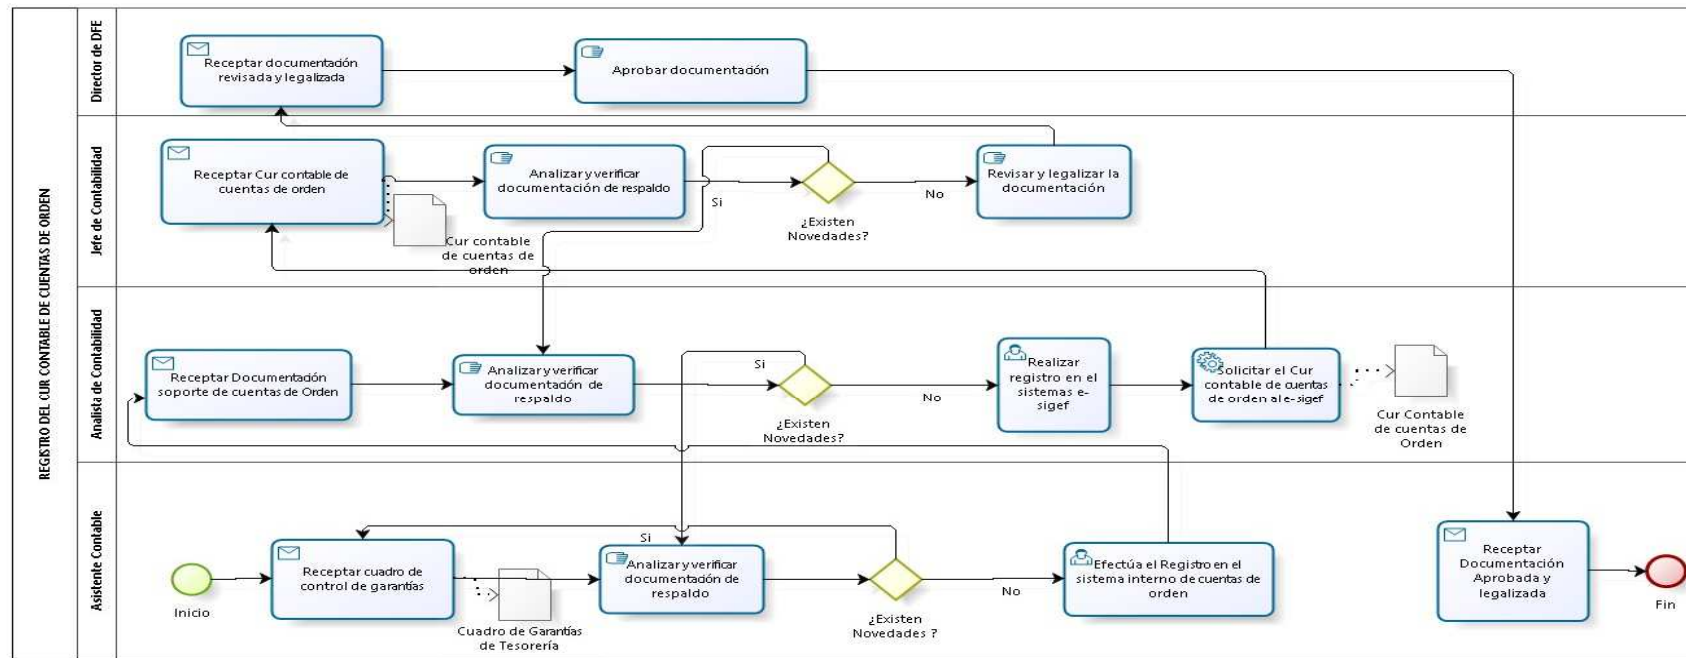 REGISTRO DEL CUR CONTABLE DE CUENTAS DE ORDEN
Director de DFE
Receptar documentación
revisada y legalizada
Aprobar documentación
Jefe de Contabilidad
Receptar Cur contable de
cuentas de orden
Cur contable
de cuentas de
orden
Analizar y verificar
documentación de respaldo
Si
¿Existen
Novedades?
No
Revisar y legalizar la
documentación
Analista de Contabilidad
Receptar Documentación
soporte de cuentas de Orden
Analizar y verificar
documentación de
respaldo
Si
¿Existen
Novedades?
No
Realizar
registro en el
sistemas e-
sigef
Solicitar el Cur
contable de cuentas
de orden al e-sigef
Cur Contable
de cuentas de
Orden
Asistente Contable
Inicio
Receptar cuadro de
control de garantías
Cuadro de Garantías
de Tesorería
Si
Analizar y verificar
documentación de
respaldo
¿Existen
Novedades ?
No
Efectúa el Registro en el
sistema interno de cuentas de
orden
Receptar
Documentación
Aprobada y
legalizada
Fin